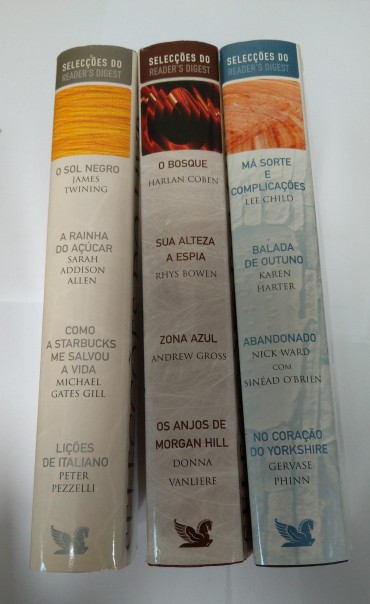 SELECÇÕES DO
READER'S DIGEST
O SOL NEGRO
JAMES
TWINING
A RAINHA
DO AÇÚCAR
SARAH
ADDISON
ALLEN
COMO
A STARBUCKS
ME SALVOU
A VIDA
MICHAEL
GATES GILL
LIÇÕES
DE ITALIANO
PETER
PEZZELLI
SELECÇÕES DO
READER'S DIGEST
O BOSQUE
HARLAN COBEN
SUA ALTEZA
A ESPIA
RHYS BOWEN
ZONA AZUL
ANDREW GROSS
OS ANJOS DE
MORGAN HILL
DONNA
VANLIERE
SELECÇÕES DO
READER'S DIGEST
MÁ SORTE
E
COMPLICAÇÕES
LEE CHILD
BALADA
DE OUTUNO
KAREN
HARTER
ABANDONADO
NICK WARD
COM
SINÉAD O'BRIEN
NO CORAÇÃO
DO YORKSHIRE
GERVASE
PHINN